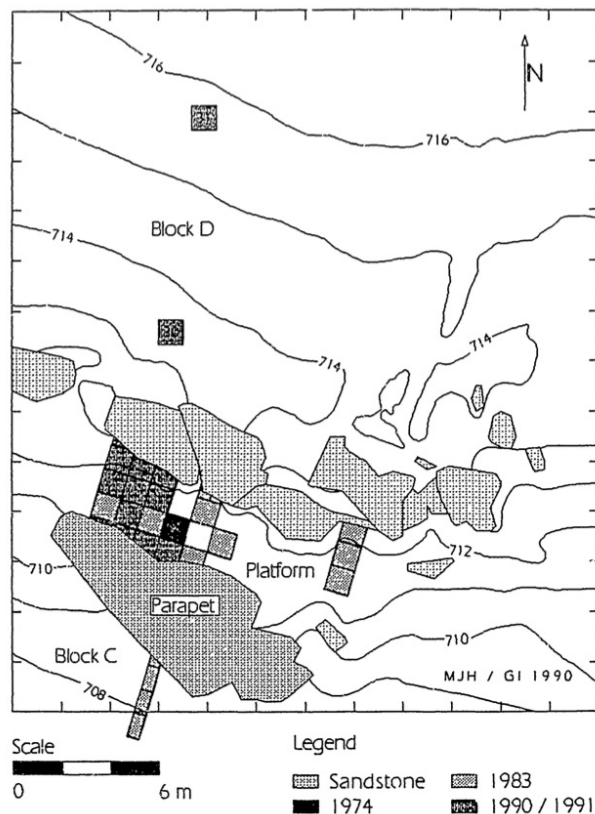 716
N
716
Block D
714
714
714
712
Platform
710
Parapet
710
Block C
708
MJH / GI 1990
Scale
0 6 m
Legend
Sandstone
1983
1974
1990 / 1991